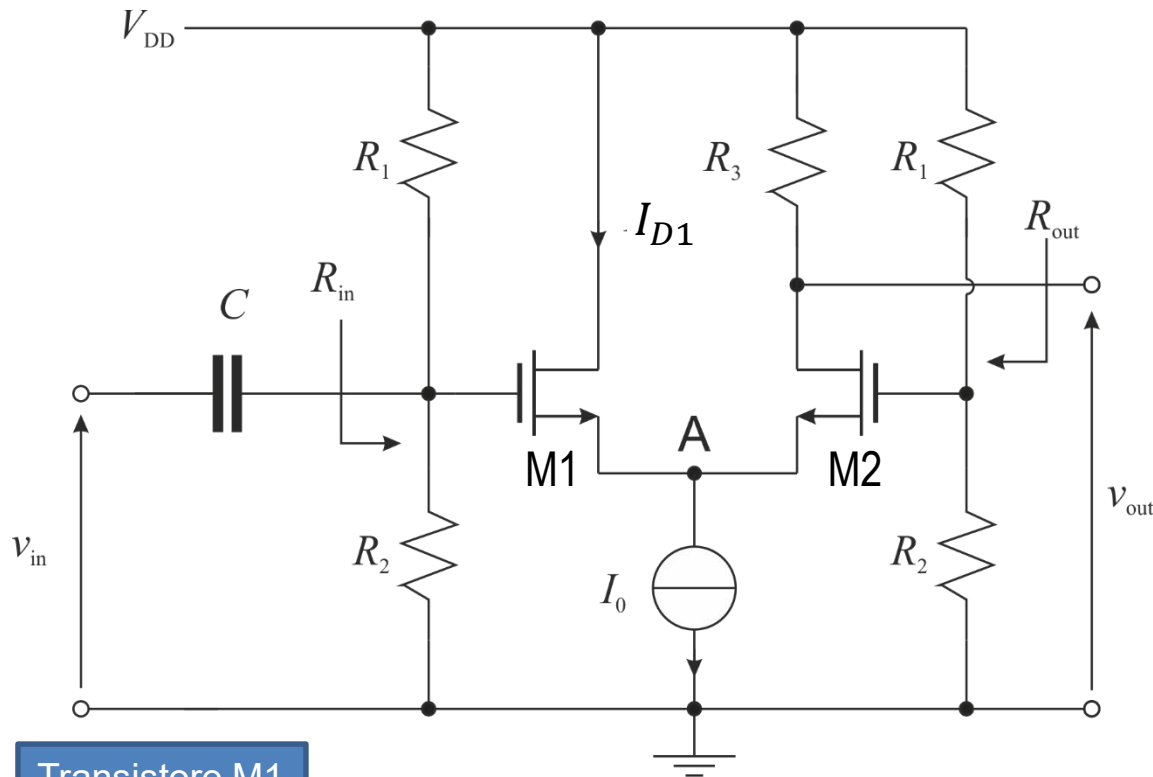 V_DD
R_1
R_3
R_1
I_D1
R_out
R_in
C
A
M1
M2
v_in
R_2
I_0
R_2
v_out
Transistore M1